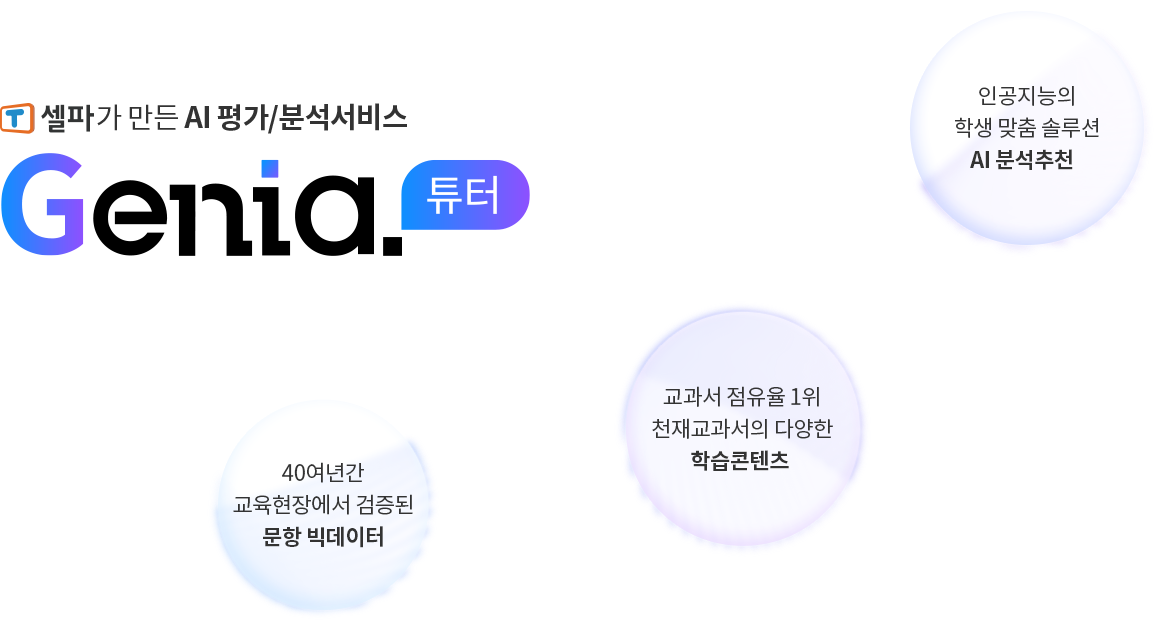 T 셀파가 만든 AI 평가/분석서비스
Genia. 튜터
인공지능의
학생 맞춤 솔루션
AI 분석추천
교과서 점유율 1위
천재교과서의 다양한
학습콘텐츠
40여년간
교육현장에서 검증된
문항 빅데이터